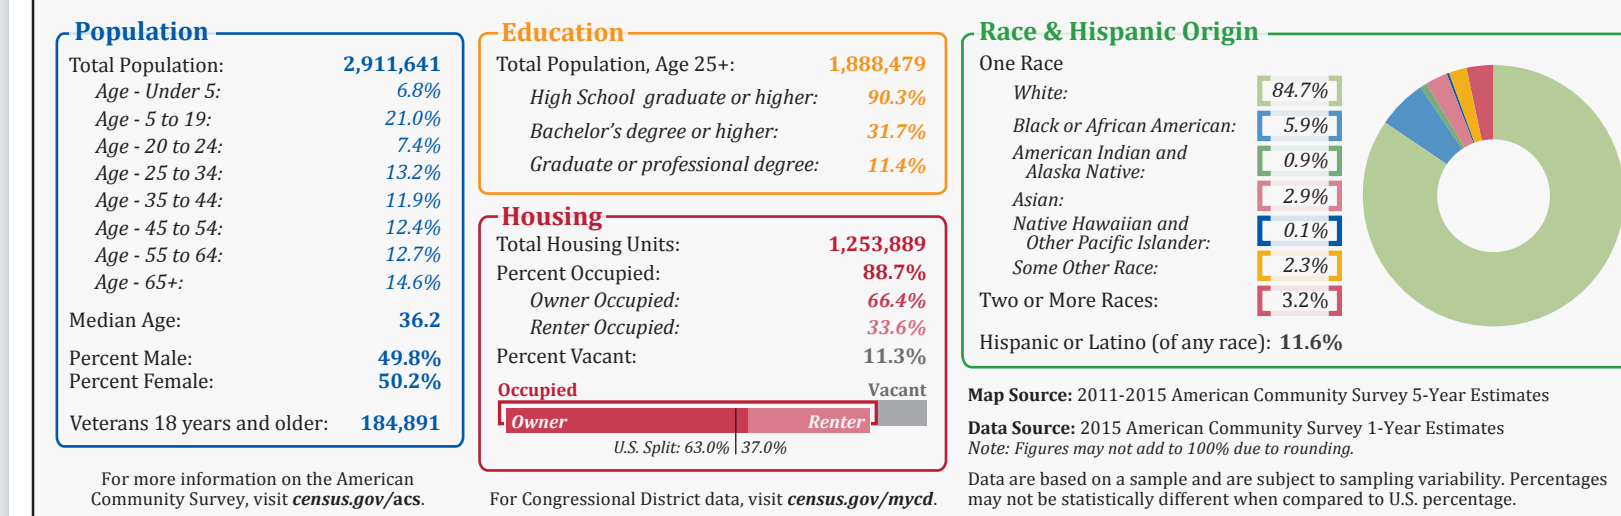 Population
Total Population: 2,911,641
Age - Under 5: 6.8%
Age - 5 to 19: 21.0%
Age - 20 to 24: 7.4%
Age - 25 to 34: 13.2%
Age - 35 to 44: 11.9%
Age - 45 to 54: 12.4%
Age - 55 to 64: 12.7%
Age - 65+: 14.6%
Median Age: 36.2
Percent Male: 49.8%
Percent Female: 50.2%
Veterans 18 years and older: 184,891
For more information on the American
Community Survey, visit census.gov/acs.
Education
Total Population, Age 25+: 1,888,479
High School graduate or higher: 90.3%
Bachelor's degree or higher: 31.7%
Graduate or professional degree: 11.4%
Housing
Total Housing Units: 1,253,889
Percent Occupied: 88.7%
Owner Occupied: 66.4%
Renter Occupied: 33.6%
Percent Vacant: 11.3%
Occupied Vacant
Owner Renter
U.S. Split: 63.0% 37.0%
For Congressional District data, visit census.gov/mycd.
Race & Hispanic Origin
One Race
White: 84.7%
Black or African American: 5.9%
American Indian and
Alaska Native: 0.9%
Asian: 2.9%
Native Hawaiian and
Other Pacific Islander: 0.1%
Some Other Race: 2.3%
Two or More Races: 3.2%
Hispanic or Latino (of any race): 11.6%
Map Source: 2011-2015 American Community Survey 5-Year Estimates
Data Source: 2015 American Community Survey 1-Year Estimates
Note: Figures may not add to 100% due to rounding.
Data are based on a sample and are subject to sampling variability. Percentages
may not be statistically different when compared to U.S. percentage.